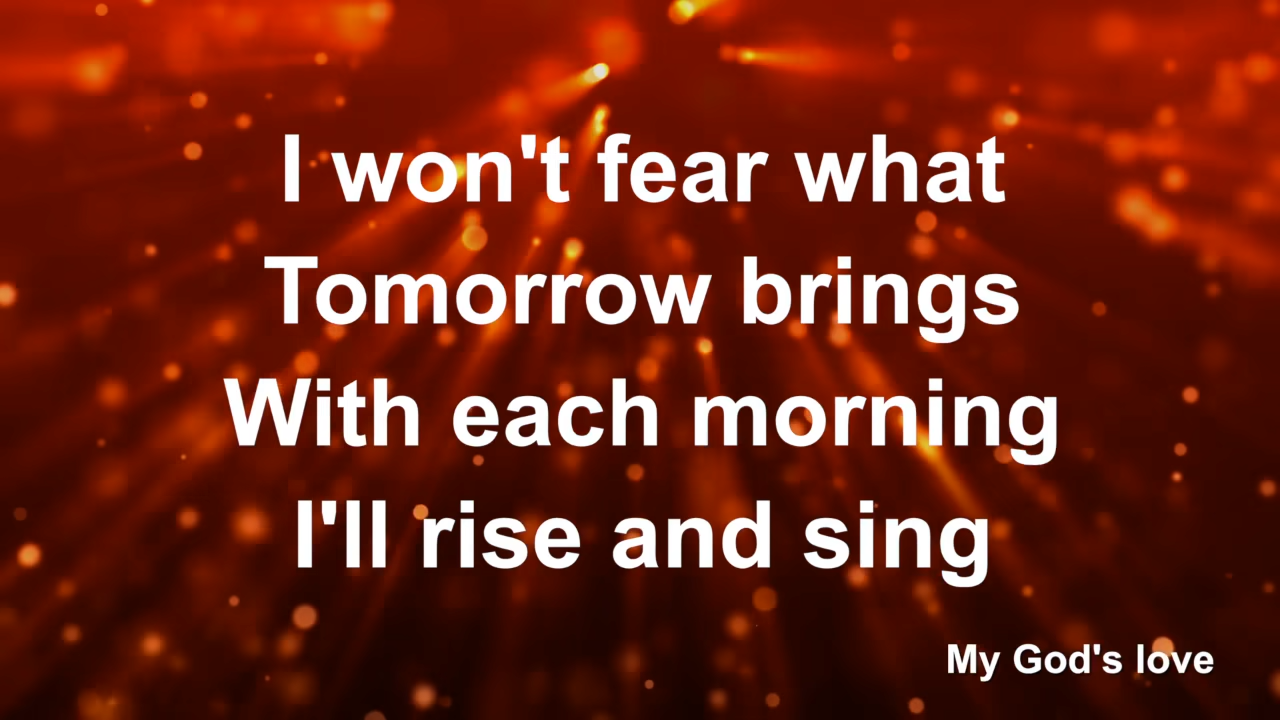 I won't fear what
Tomorrow brings
With each morning
I'll rise and sing
My God's love